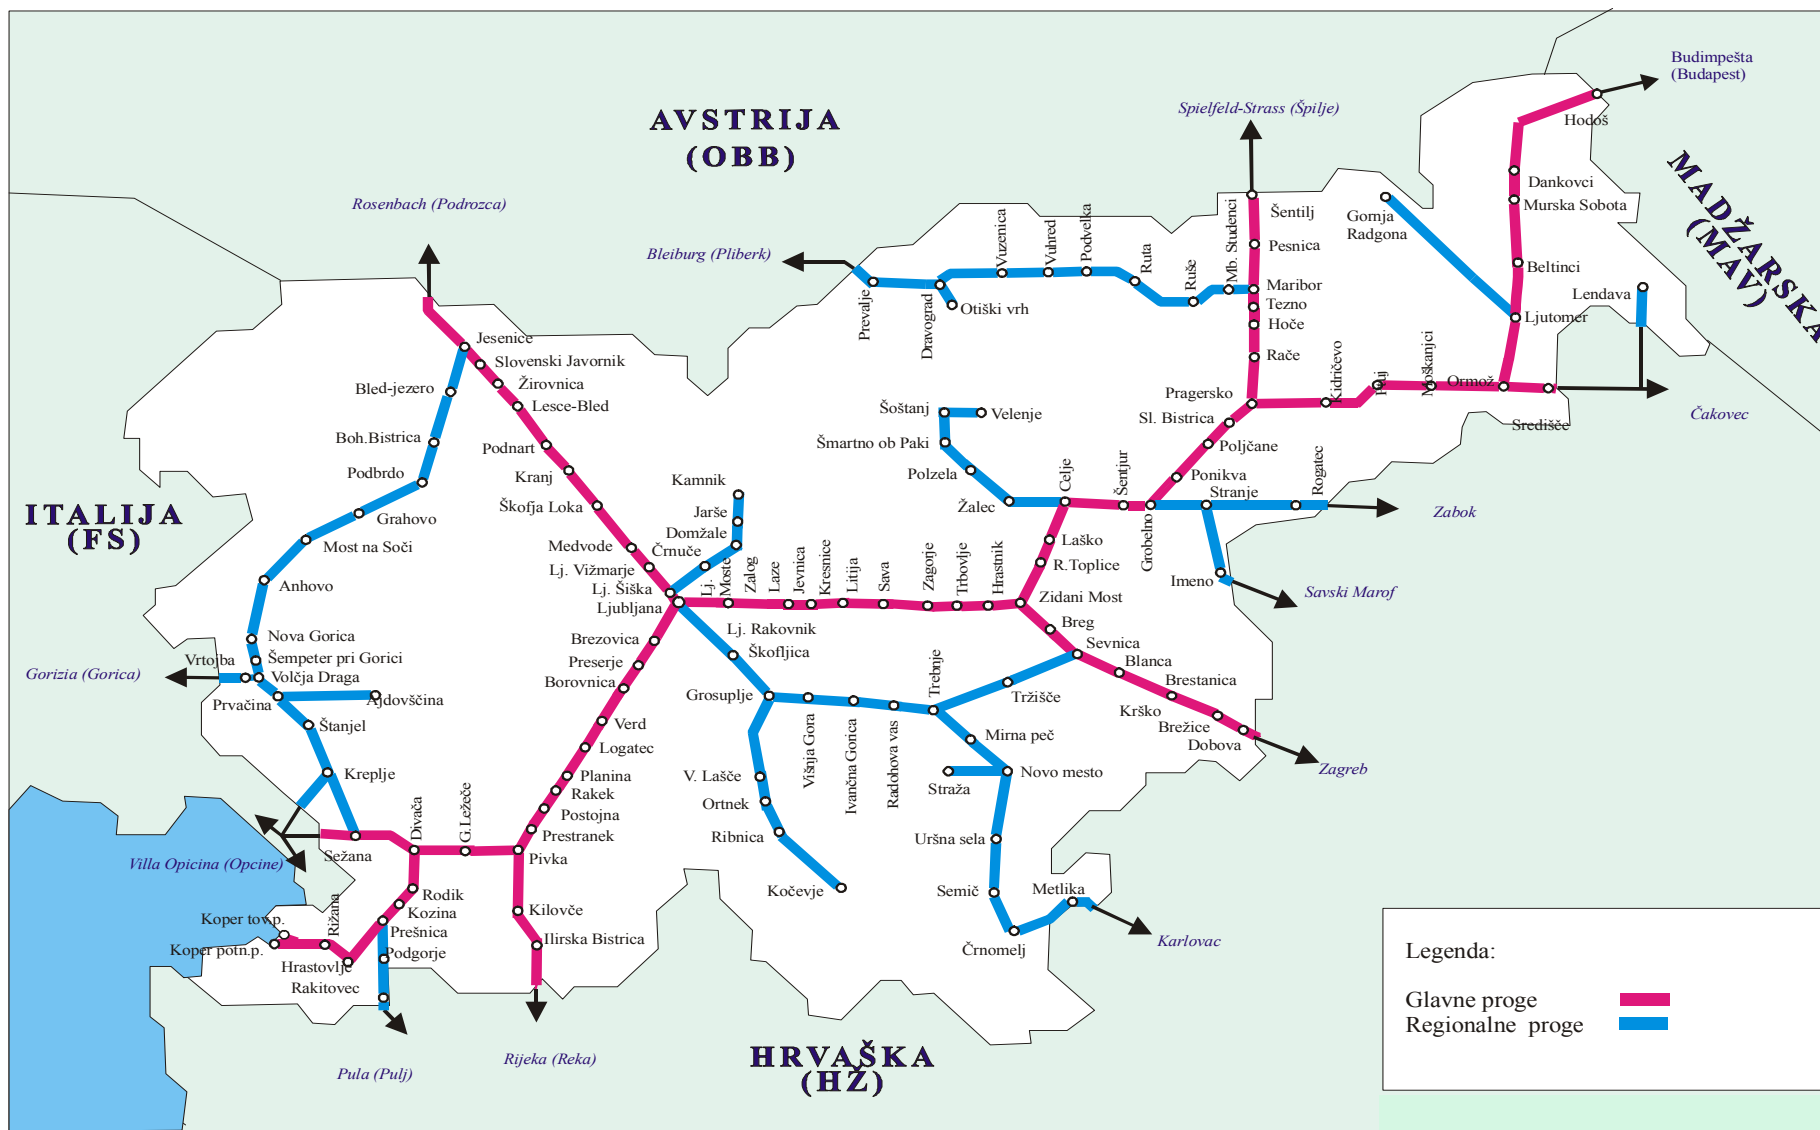 Budimpešta
(Budapest)
Spielfeld-Strass (Špilje)
AVSTRIJA
(OBB)
Hodoš
MADŽARSKA
(MAV)
Rosenbach (Podrozca)
Bleiburg (Pliberk)
Dankovci
Murska Sobota
Gornja
Radgona
Šentilj
Pesnica
Mb. Studenci
Vuzenica
Vuhred
Podvelka
Ruta
Ruše
Maribor
Tezno
Hoče
Rače
Beltinci
Lendava
Ljutomer
Prevalje
Dravograd
Otiški vrh
Jesenice
Slovenski Javornik
Žirovnica
Lesce-Bled
Bled-jezero
Boh.Bistrica
Podbrdo
Grahovo
Most na Soči
Anhovo
Podnart
Kranj
Škofja Loka
Medvode
Lj. Vižmarje
Lj. Šiška
Ljubljana
Kamnik
Jarše
Domžale
Črnuče
Šoštanj
Velenje
Šmartno ob Paki
Polzela
Žalec
Celje
Šentjur
Grobelno
Pragersko
Sl. Bistrica
Poljčane
Ponikva
Stranje
Rogatec
Imeno
Kidričevo
Ptuj
Moškanjci
Ormož
Središče
Čakovec
Zabok
Savski Marof
ITALIJA
(FS)
Laško
R.Toplice
Zidani Most
Lj.
Moste
Zalog
Laze
Jevnica
Kresnice
Litija
Sava
Zagorje
Trbovlje
Hrastnik
Breg
Sevnica
Blanca
Brestanica
Krško
Brežice
Dobova
Zagreb
Nova Gorica
Šempeter pri Gorici
Vrtojba
Volčja Draga
Gorizia (Gorica)
Prvačina
Ajdovščina
Štanjel
Kreplje
Brezovica
Preserje
Borovnica
Verd
Logatec
Planina
Rakek
Postojna
Prestranek
Pivka
Lj. Rakovnik
Škofljica
Grosuplje
Višnja Gora
Ivančna Gorica
Radohova vas
Trebnje
Tržišče
Mirna peč
Novo mesto
Straža
V. Lašče
Ortnek
Ribnica
Kočevje
Uršna sela
Semič
Metlika
Črnomelj
Karlovac
Divača
G.Ležeče
Sežana
Villa Opicina (Opcine)
Rodik
Kozina
Prešnica
Podgorje
Rižana
Koper tov.p.
Koper potn.p.
Hrastovlje
Rakitovec
Kilovče
Ilirska Bistrica
Pula (Pulj)
Rijeka (Reka)
HRVAŠKA
(HŽ)
Legenda:
Glavne proge
Regionalne proge